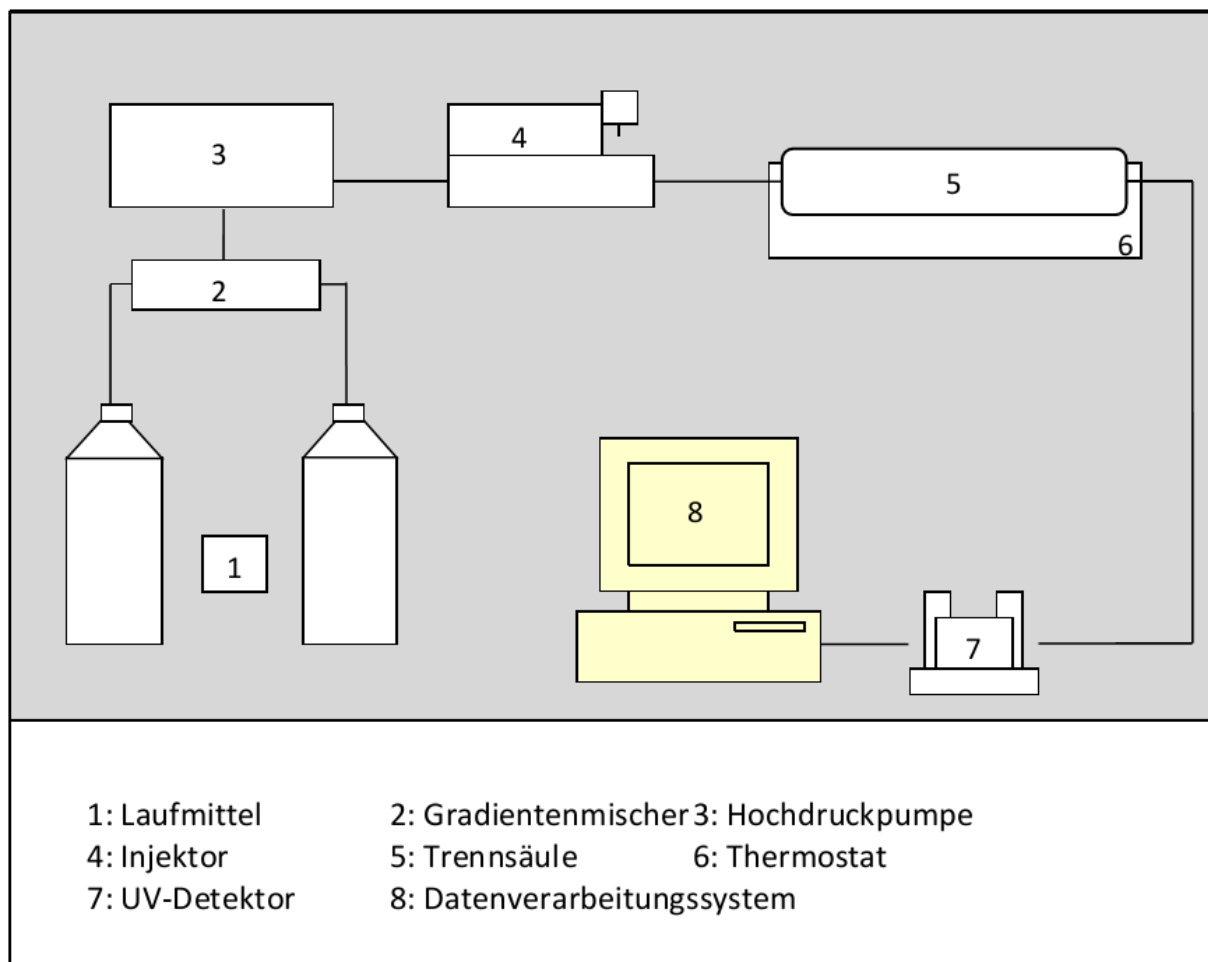 3
4
5
6
2
8
1
7
1: Laufmittel 2: Gradientenmischer 3: Hochdruckpumpe
4: Injektor 5: Trennsäule 6: Thermostat
7: UV-Detektor 8: Datenverarbeitungssystem